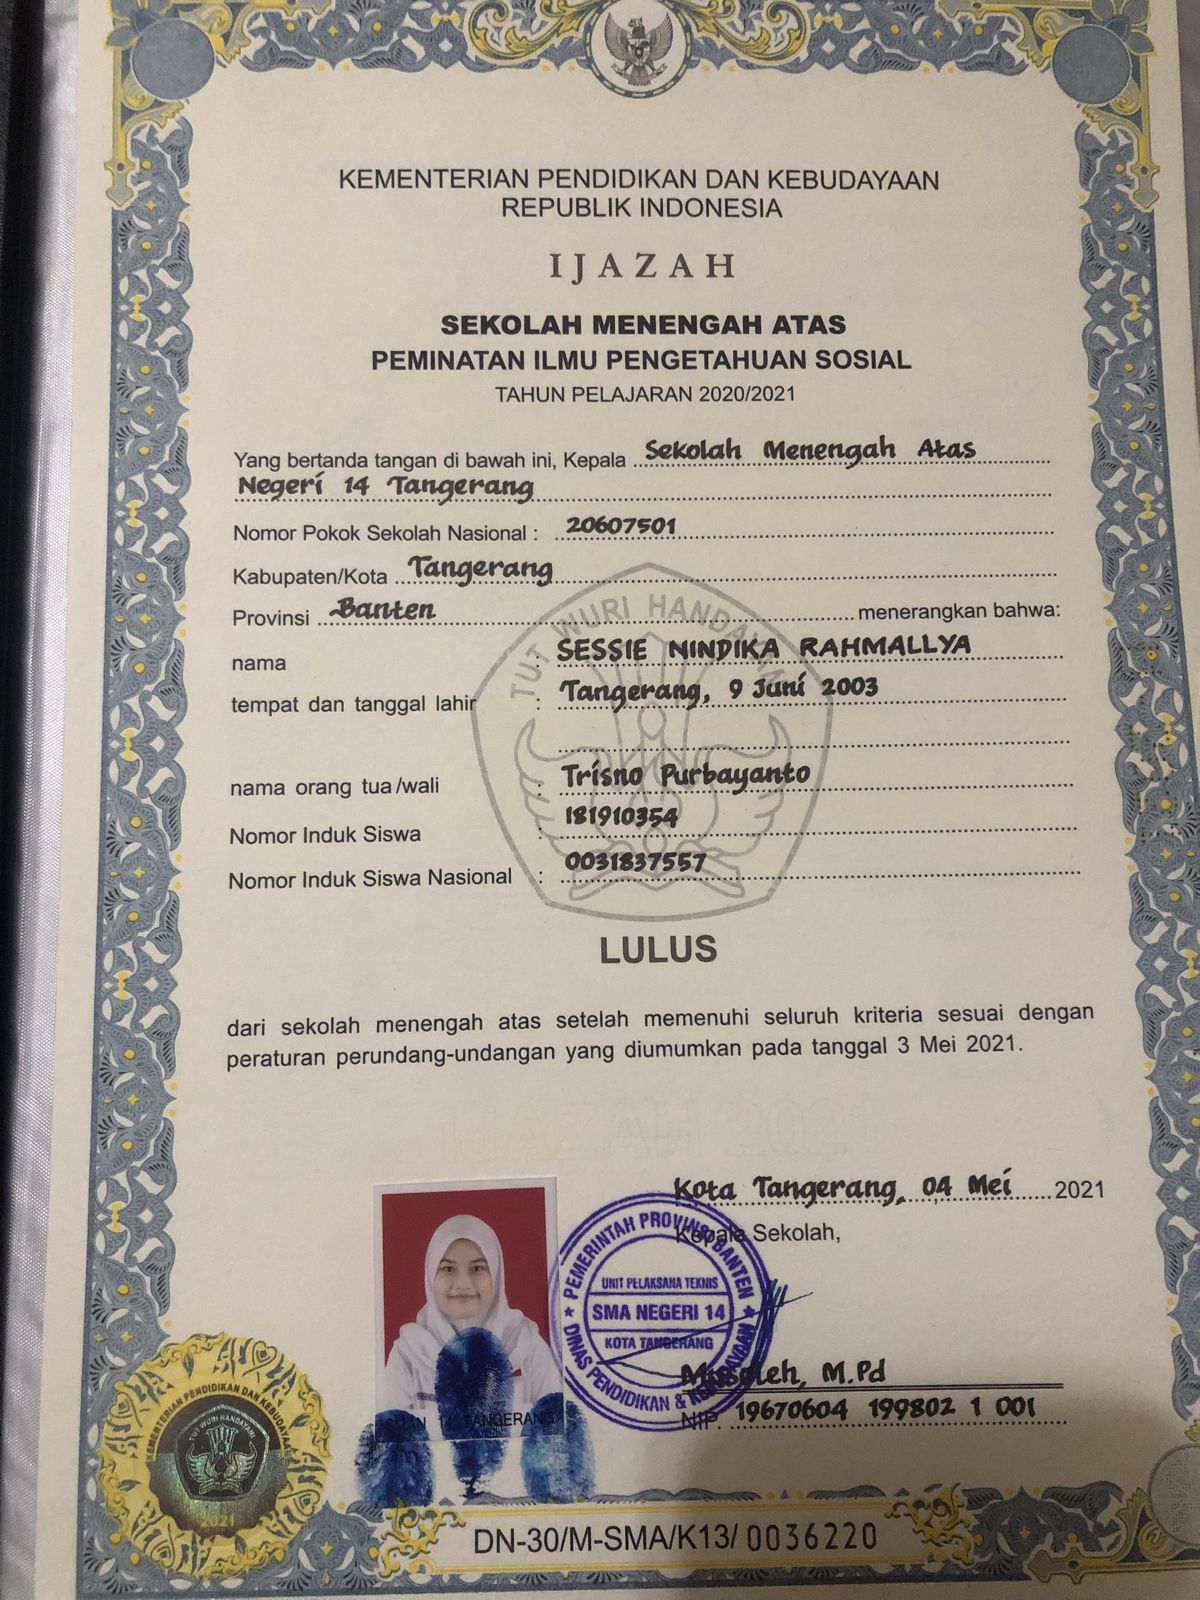 KEMENTERIAN PENDIDIKAN DAN KEBUDAYAAN
REPUBLIK INDONESIA
IJAZAH
SEKOLAH MENENGAH ATAS
PEMINATAN ILMU PENGETAHUAN SOSIAL
TAHUN PELAJARAN 2020/2021
Yang bertanda tangan di bawah ini, Kepala Sekolah Menengah Atas
Negeri 14 Tangerang
Nomor Pokok Sekolah Nasional : 20607501
Kabupaten/Kota Tangerang
TUT WURI HANDAYANI
Provinsi Banten menerangkan bahwa:
nama : SESSIE NINDIKA RAHMALLYA
tempat dan tanggal lahir : Tangerang, 9 Juni 2003
nama orang tua/wali : Trisno Purbayanto
Nomor Induk Siswa : 181910354
Nomor Induk Siswa Nasional : 0031837557
LULUS
dari sekolah menengah atas setelah memenuhi seluruh kriteria sesuai dengan
peraturan perundang-undangan yang diumumkan pada tanggal 3 Mei 2021.
Kota Tangerang, 04 Mei 2021
Kepala Sekolah,
PEMERINTAH PROVINSI BANTEN
UNIT PELAKSANA TEKNIS
SMA NEGERI 14
KOTA TANGERANG
DINAS PENDIDIKAN & KEBUDAYAAN
M.Pd
NIP. 19670604 199802 1 001
14 TANGERANG
KEMENTERIAN PENDIDIKAN DAN KEBUDAYAAN
TUT WURI HANDAYANI
2021
DN-30/M-SMA/K13/ 0036220